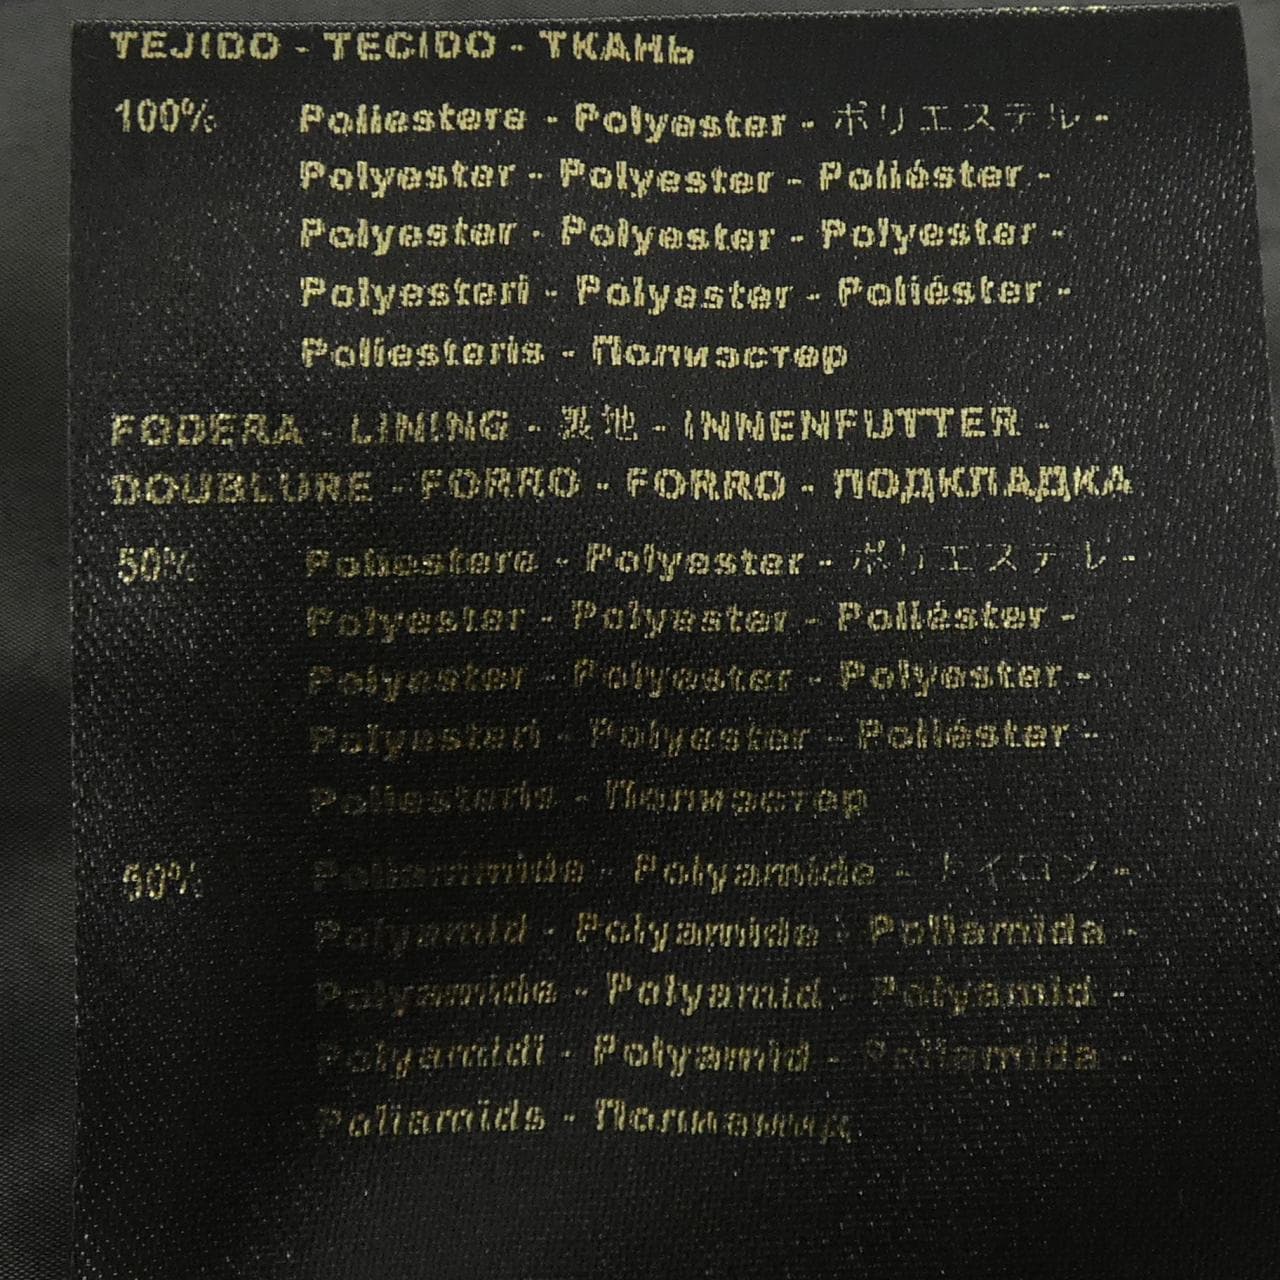 TEJIDO - TECIDO - ТКАНЬ
100% Poliestere - Polyester - ポリエステル -
Polyester - Polyester - Poliéster -
Polyester - Polyester - Polyester -
Polyesteri - Polyester - Poliéster -
Poliesteris - Полиэстер
FODERA - LINING - 裏地 - INNENFUTTER -
DOUBLURE - FORRO - FORRO - ПОДКЛАДКА
50% Poliestere - Polyester - ポリエステル -
Polyester - Polyester - Poliéster -
Polyester - Polyester - Polyester -
Polyesteri - Polyester - Poliéster -
Poliesteris - Полиэстер
50% Poliammide - Polyamide - ナイロン -
Polyamid - Polyamide - Poliamida -
Polyamide - Polyamid - Polyamid -
Polyamidi - Polyamid - Poliamida -
Poliamids - Полиамид